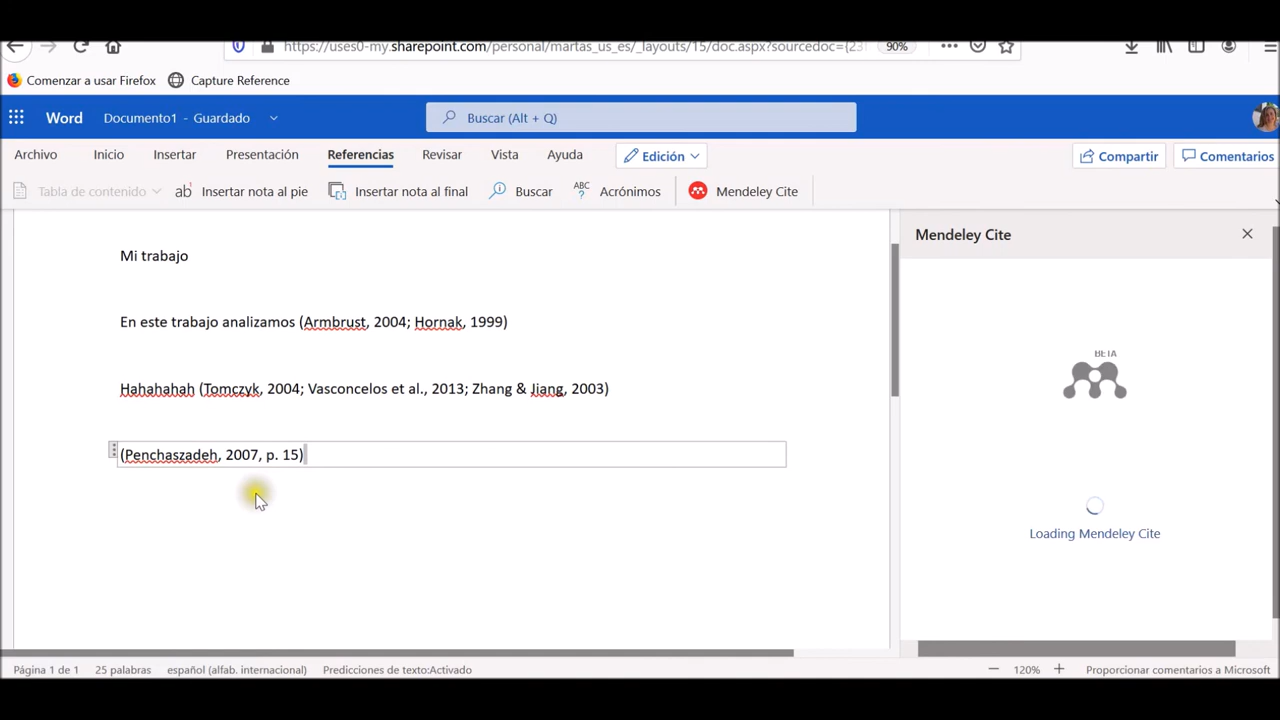 https://uses0-my.sharepoint.com/personal/martas_us_es/_layouts/15/doc.aspx?sourcedoc={23 90%
Comenzar a usar Firefox Capture Reference
Word Documento1 - Guardado Buscar (Alt + Q)
Archivo Inicio Insertar Presentación Referencias Revisar Vista Ayuda Edición Compartir Comentarios
Tabla de contenido ab Insertar nota al pie Insertar nota al final Buscar ABC ? Acrónimos Mendeley Cite
Mendeley Cite
Mi trabajo
En este trabajo analizamos (Armbrust, 2004; Hornak, 1999)
BETA
Hahahahah (Tomczyk, 2004; Vasconcelos et al., 2013; Zhang & Jiang, 2003)
(Penchaszadeh, 2007, p. 15)
Loading Mendeley Cite
Página 1 de 1 25 palabras español (alfab. internacional) Predicciones de texto:Activado 120% Proporcionar comentarios a Microsoft